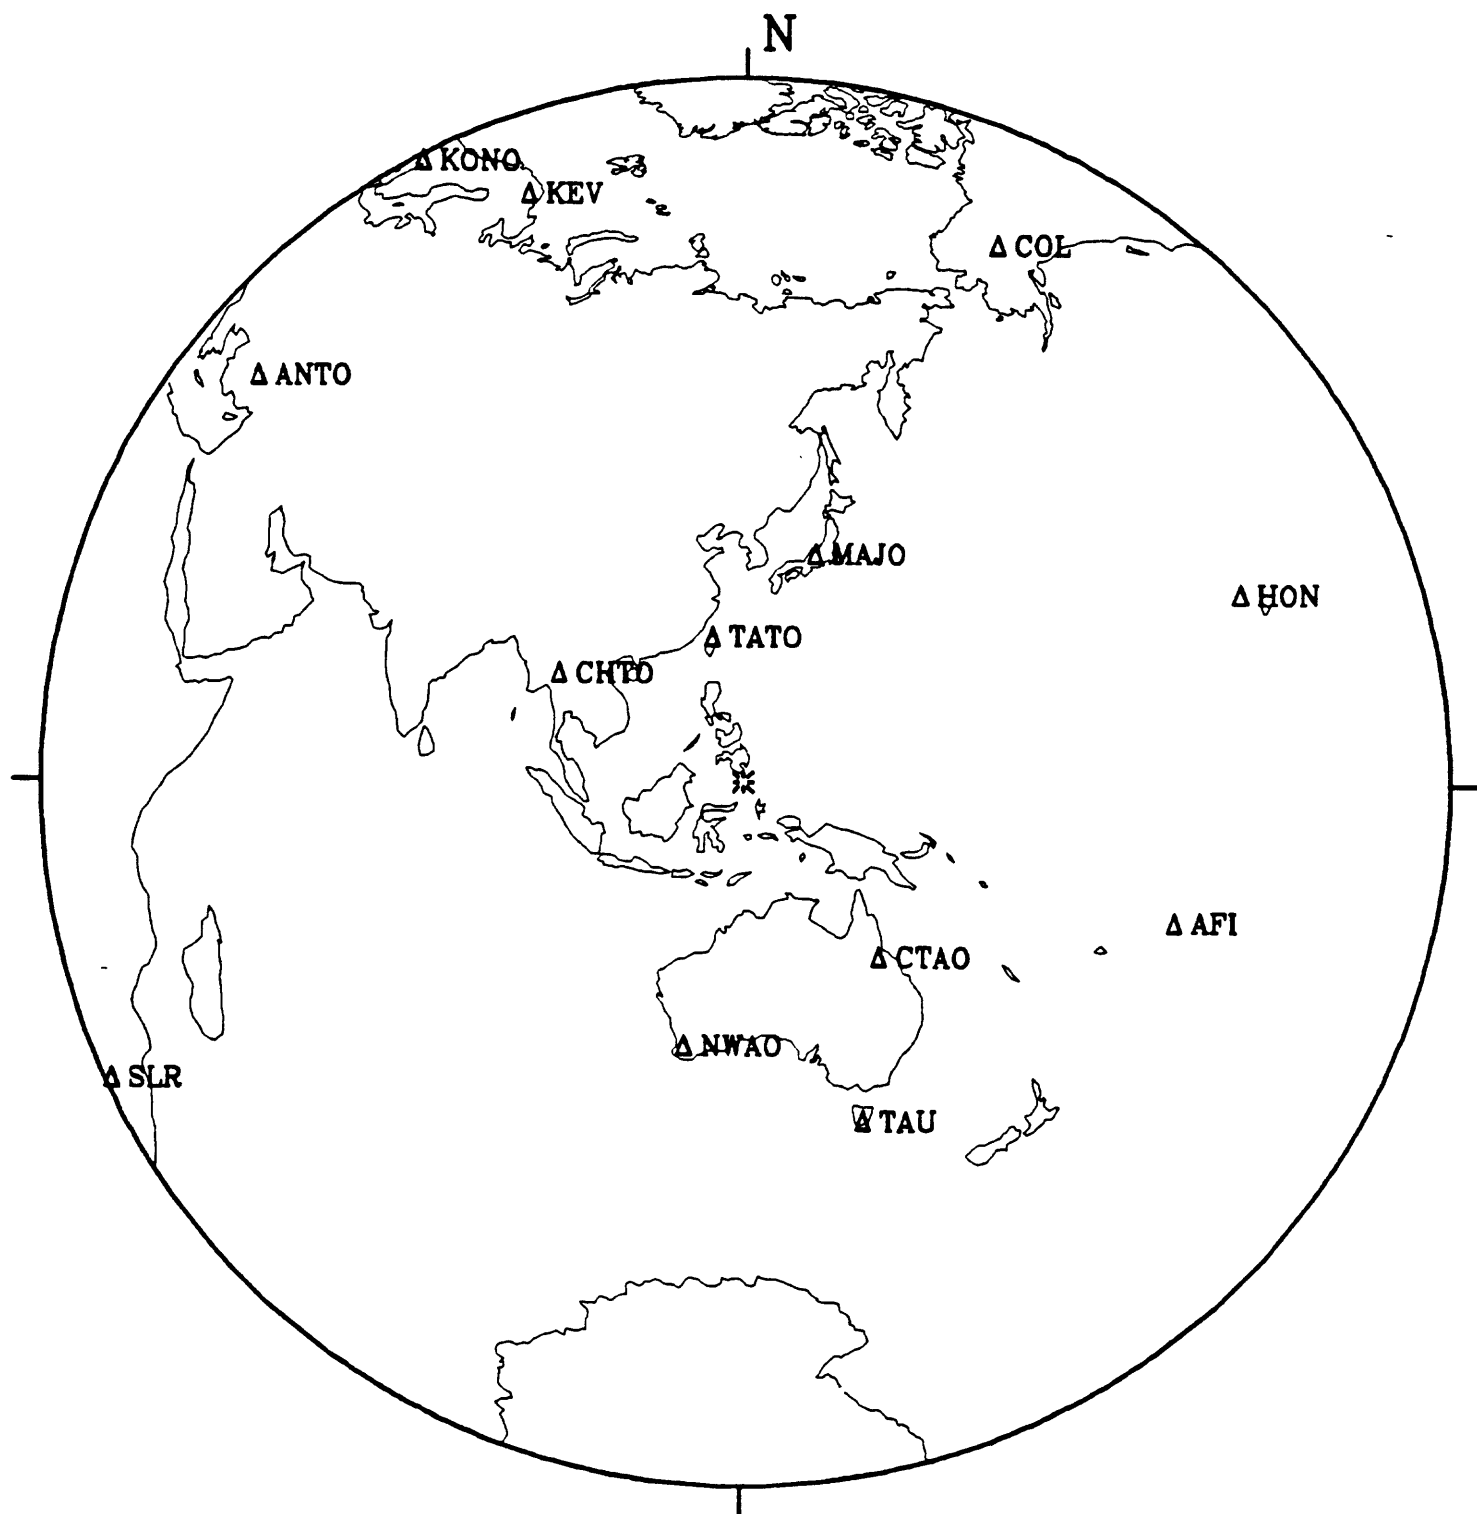 N
KONO
KEV
COL
ANTO
MAJO
HON
TATO
CHTO
AFI
CTAO
NWAO
SLR
TAU